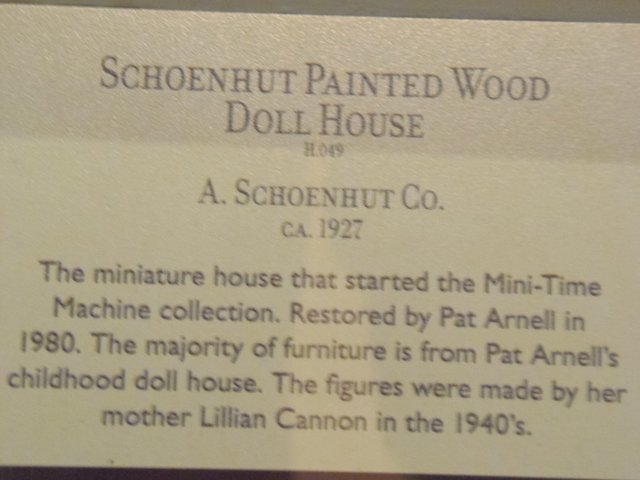 SCHOENHUT PAINTED WOOD
DOLL HOUSE
H.049
A. SCHOENHUT CO.
CA. 1927
The miniature house that started the Mini-Time
Machine collection. Restored by Pat Arnell in
1980. The majority of furniture is from Pat Arnell's
childhood doll house. The figures were made by her
mother Lillian Cannon in the 1940's.